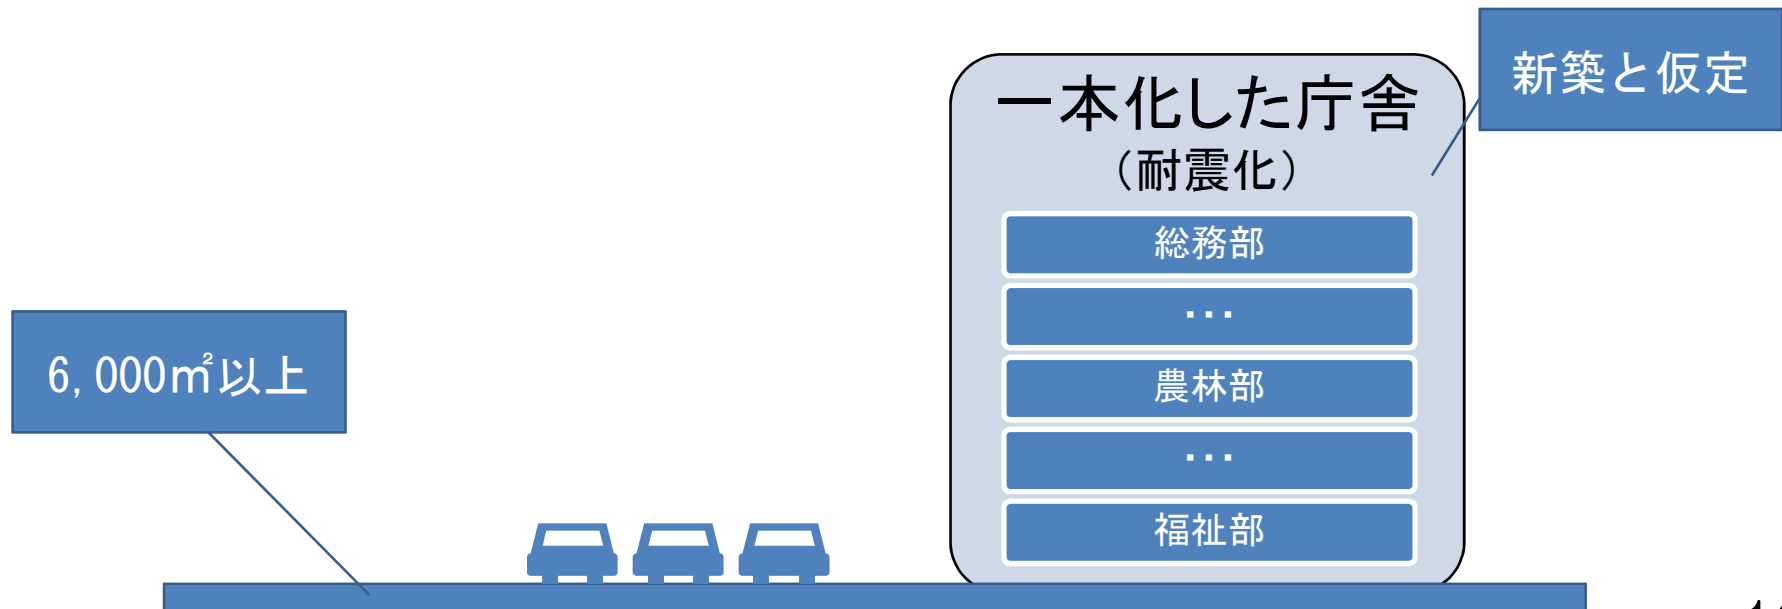 新築と仮定
一本化した庁舎
（耐震化）
総務部
・・・
農林部
・・・
福祉部
6,000㎡以上